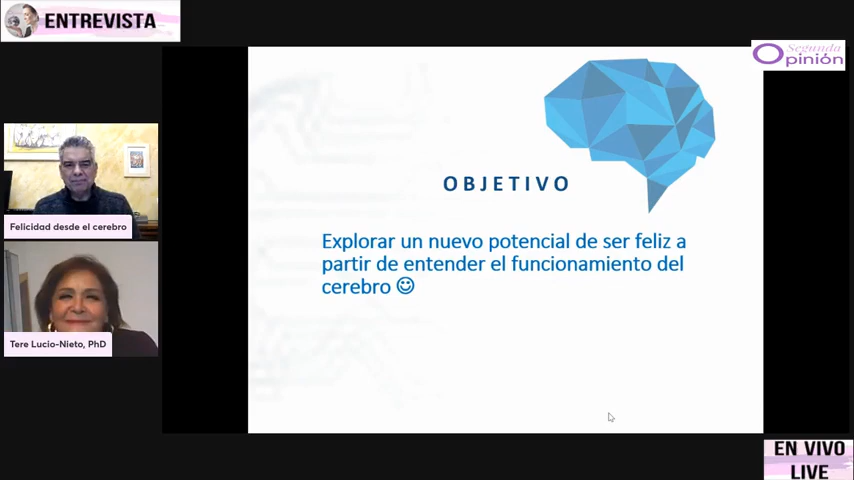 ENTREVISTA
Segunda
Opinión
OBJETIVO
Explorar un nuevo potencial de ser feliz a
partir de entender el funcionamiento del
cerebro ☺
Felicidad desde el cerebro
Tere Lucio-Nieto, PhD
EN VIVO
LIVE